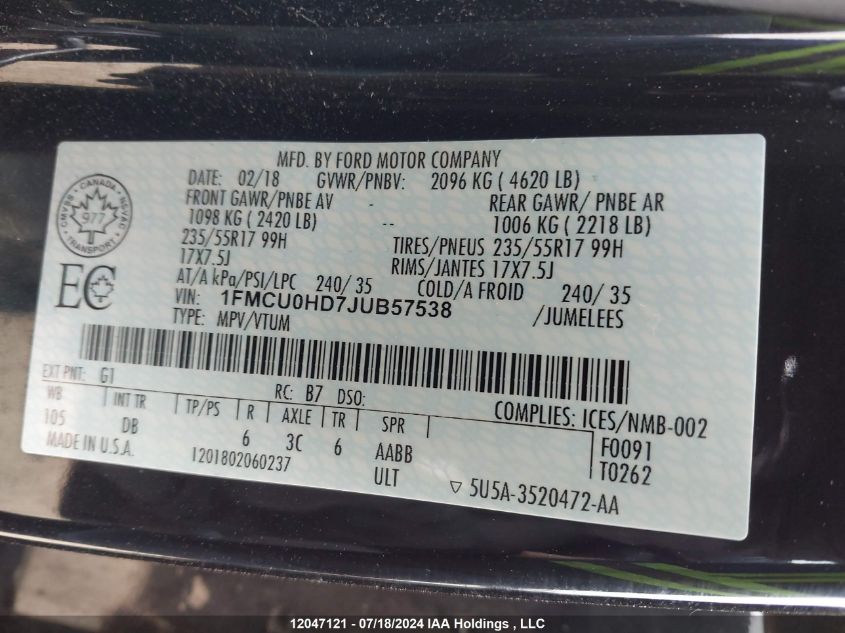 MFD. BY FORD MOTOR COMPANY
DATE: 02/18 GVWR/PNBV: 2096 KG ( 4620 LB)
FRONT GAWR/PNBE AV - REAR GAWR/ PNBE AR
1098 KG ( 2420 LB) -- 1006 KG ( 2218 LB)
235/55R17 99H TIRES/PNEUS 235/55R17 99H
17X7.5J RIMS/JANTES 17X7.5J
AT/A kPa/PSI/LPC 240/ 35 COLD/A FROID 240/ 35
VIN: 1FMCU0HD7JUB57538 /JUMELEES
TYPE: MPV/VTUM
CANADA
977
TRANSPORT
EC
EXT PNT: G1 RC: B7 DSO: COMPLIES: ICES/NMB-002
WB INT TR TP/PS R AXLE TR SPR F0091
105 DB 6 3C 6 AABB T0262
MADE IN U.S.A. 1201802060237 ULT ▽ 5U5A-3520472-AA
12047121 - 07/18/2024 IAA Holdings , LLC